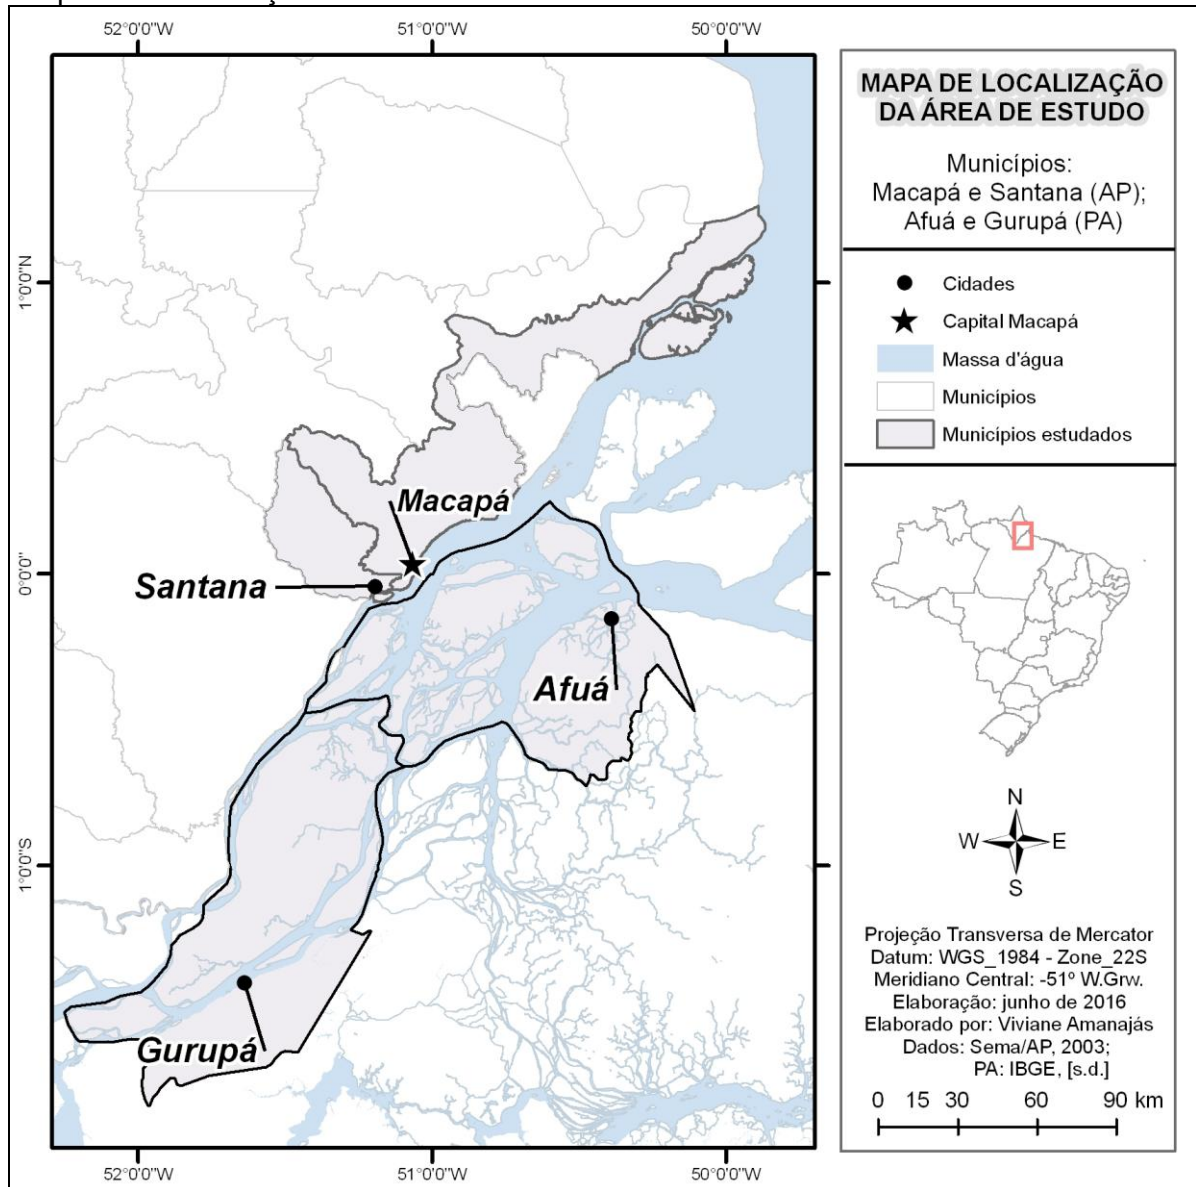 52°0'0"W
51°0'0"W
50°0'0"W
1°0'0"N
0°0'0"
1°0'0"S
Macapá
Santana
Afuá
Gurupá
52°0'0"W
51°0'0"W
50°0'0"W
MAPA DE LOCALIZAÇÃO
DA ÁREA DE ESTUDO
Municípios:
Macapá e Santana (AP);
Afuá e Gurupá (PA)
Cidades
Capital Macapá
Massa d'água
Municípios
Municípios estudados
N
W
E
S
Projeção Transversa de Mercator
Datum: WGS_1984 - Zone_22S
Meridiano Central: -51º W.Grw.
Elaboração: junho de 2016
Elaborado por: Viviane Amanajás
Dados: Sema/AP, 2003;
PA: IBGE, [s.d.]
0 15 30 60 90 km